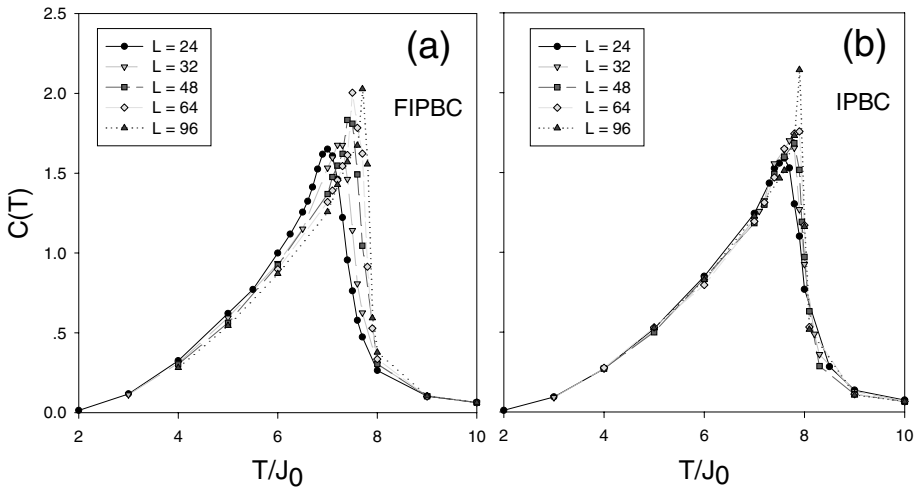 2.5
2.0
1.5
1.0
.5
0.0
C(T)
L = 24
L = 32
L = 48
L = 64
L = 96
(a)
FIPBC
2 4 6 8 10
T/J0
L = 24
L = 32
L = 48
L = 64
L = 96
(b)
IPBC
2 4 6 8 10
T/J0